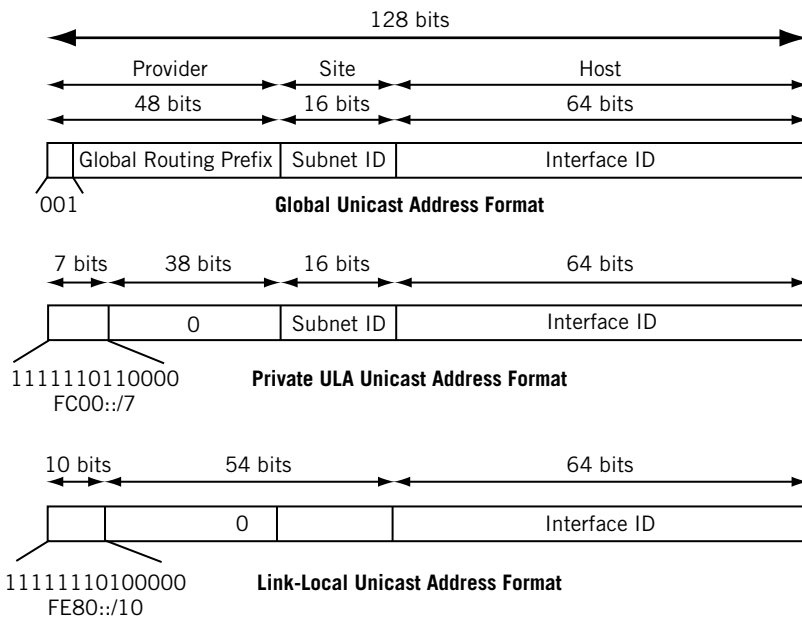 128 bits
Provider Site Host
48 bits 16 bits 64 bits
Global Routing Prefix Subnet ID Interface ID
001
Global Unicast Address Format
7 bits 38 bits 16 bits 64 bits
0 Subnet ID Interface ID
1111110110000
FC00::/7
Private ULA Unicast Address Format
10 bits 54 bits 64 bits
0 Interface ID
11111110100000
FE80::/10
Link-Local Unicast Address Format